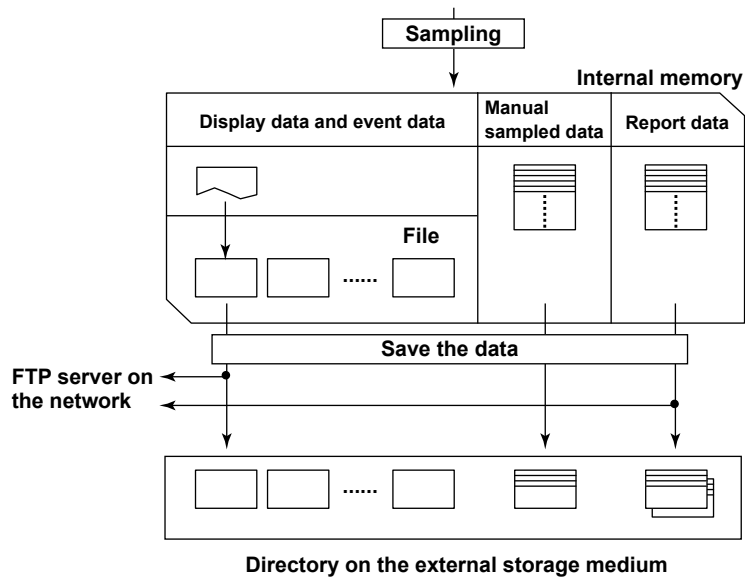 Sampling
Internal memory
Display data and event data
Manual
sampled data
Report data
File
......
Save the data
FTP server on
the network
......
Directory on the external storage medium